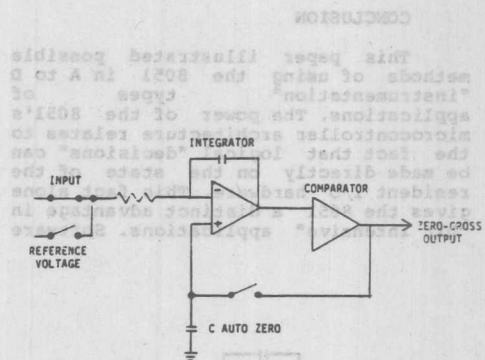 CONCLUSION
This paper illustrated possible
methods of using the 8051 in A to D
"instrumentation" types of
applications. The power of the 8051's
microcontroller architecture relates to
the fact that "decisions" can
be made directly on the state of the
resident This fact alone
gives the 8051 a distinct advantage in
intensive" applications. Software
INTEGRATOR
INPUT
COMPARATOR
-
+
ZERO-CROSS
OUTPUT
REFERENCE
VOLTAGE
C AUTO ZERO